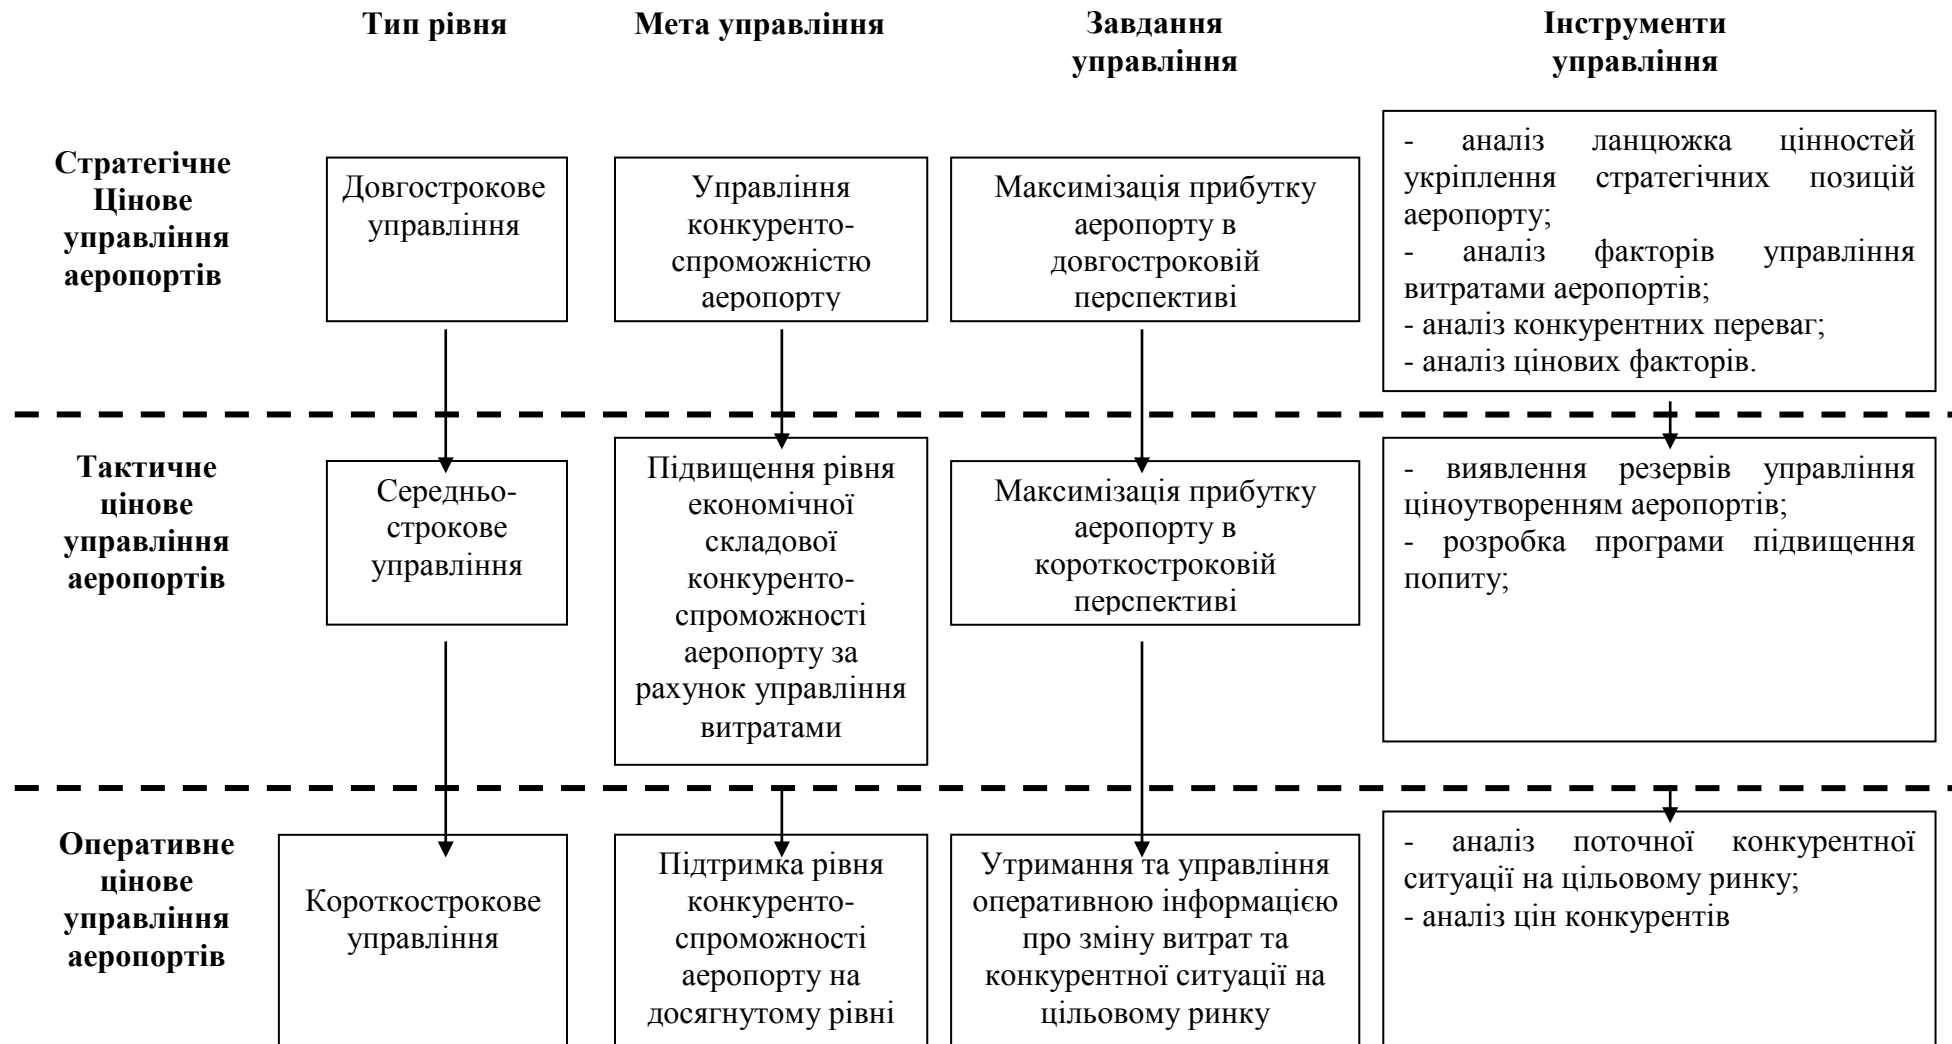 Тип рівня
Мета управління
Завдання
управління
Інструменти
управління
Стратегічне
Цінове
управління
аеропортів
Довгострокове
управління
Управління
конкуренто-
спроможністю
аеропорту
Максимізація прибутку
аеропорту в
довгостроковій
перспективі
- аналіз ланцюжка цінностей
укріплення стратегічних позицій
аеропорту;
- аналіз факторів управління
витратами аеропортів;
- аналіз конкурентних переваг;
- аналіз цінових факторів.
Тактичне
цінове
управління
аеропортів
Середньо-
строкове
управління
Підвищення рівня
економічної
складової
конкуренто-
спроможності
аеропорту за
рахунок управління
витратами
Максимізація прибутку
аеропорту в
короткостроковій
перспективі
- виявлення резервів управління
ціноутворенням аеропортів;
- розробка програми підвищення
попиту;
Оперативне
цінове
управління
аеропортів
Короткострокове
управління
Підтримка рівня
конкуренто-
спроможності
аеропорту на
досягнутому рівні
Утримання та управління
оперативною інформацією
про зміну витрат та
конкурентної ситуації на
цільовому ринку
- аналіз поточної конкурентної
ситуації на цільовому ринку;
- аналіз цін конкурентів